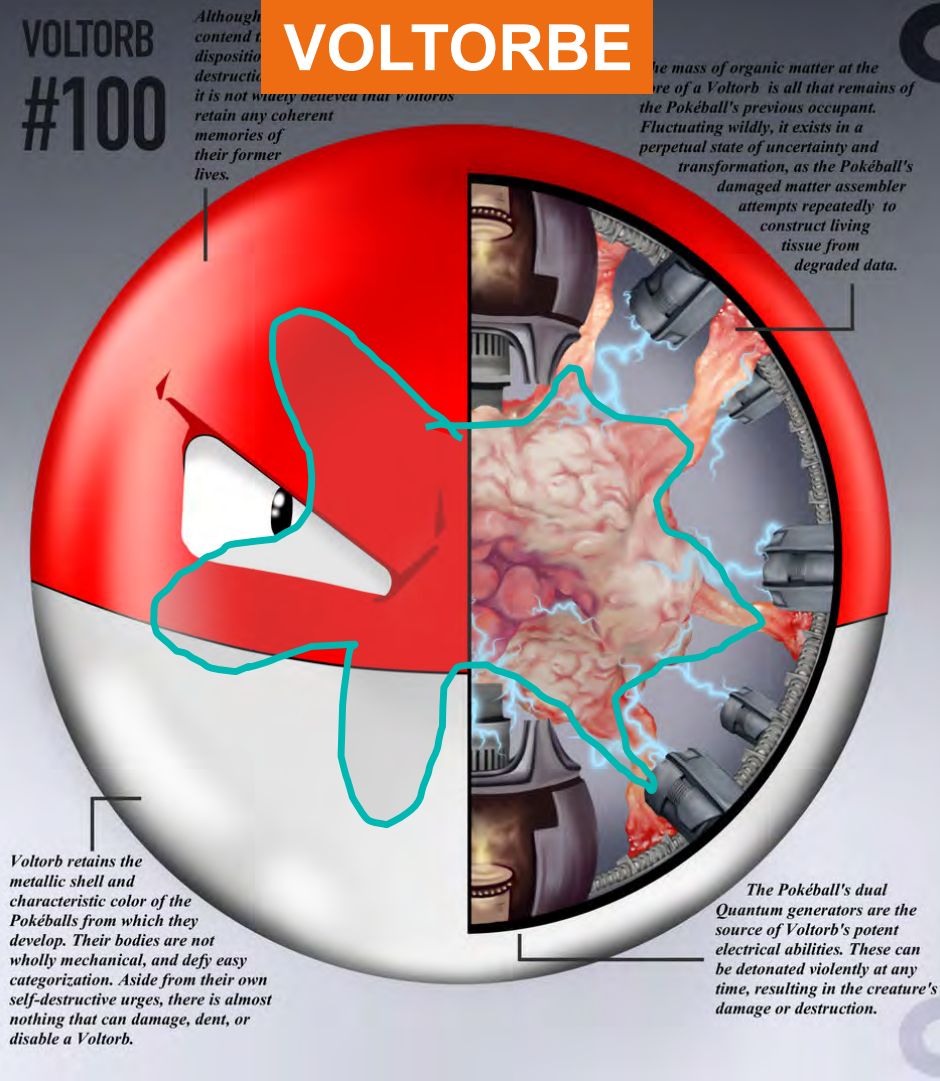 VOLTORB
#100
Although
contend
dispositio
destructi
it is not widely believed that Voltorbs
retain any coherent
memories of
their former
lives.
VOLTORBE
he mass of organic matter at the
ore of a Voltorb is all that remains of
the Pokéball's previous occupant.
Fluctuating wildly, it exists in a
perpetual state of uncertainty and
transformation, as the Pokéball's
damaged matter assembler
attempts repeatedly to
construct living
tissue from
degraded data.
Voltorb retains the
metallic shell and
characteristic color of the
Pokéballs from which they
develop. Their bodies are not
wholly mechanical, and defy easy
categorization. Aside from their own
self-destructive urges, there is almost
nothing that can damage, dent, or
disable a Voltorb.
The Pokéball's dual
Quantum generators are the
source of Voltorb's potent
electrical abilities. These can
be detonated violently at any
time, resulting in the creature's
damage or destruction.